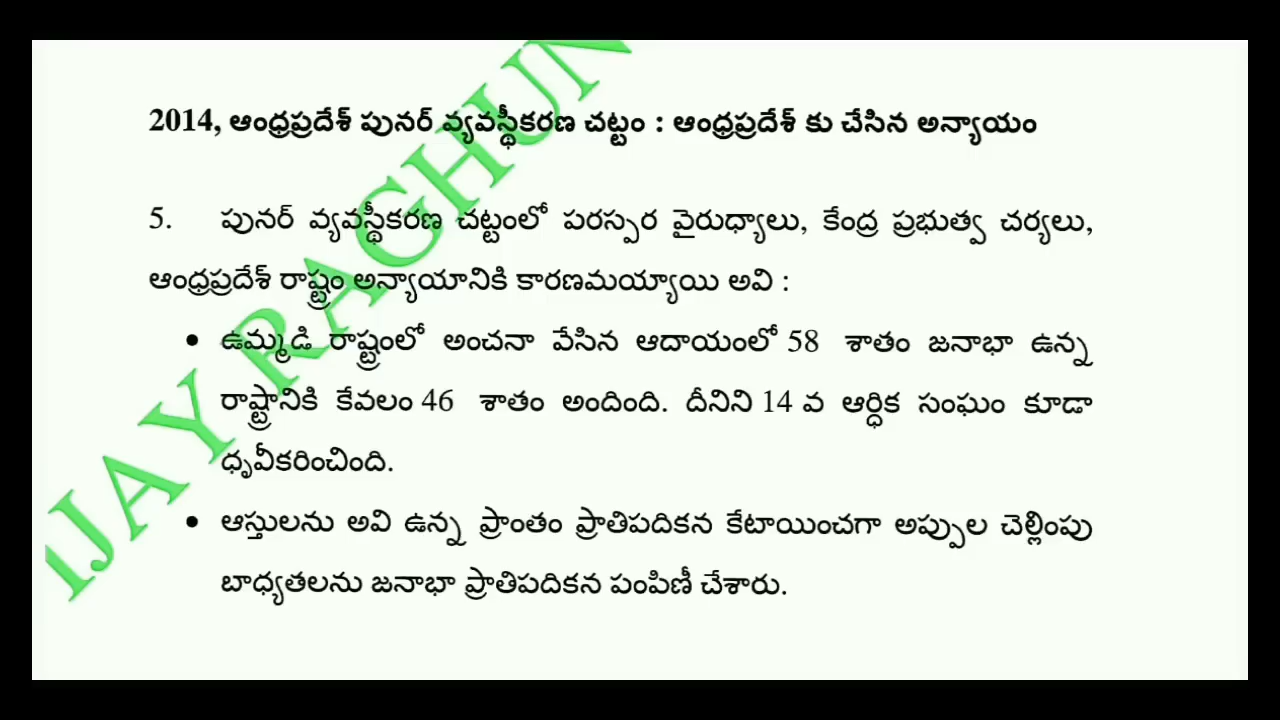 2014, ఆంధ్రప్రదేశ్ పునర్ వ్యవస్థీకరణ చట్టం : ఆంధ్రప్రదేశ్ కు చేసిన అన్యాయం
5. పునర్ వ్యవస్థీకరణ చట్టంలో పరస్పర వైరుధ్యాలు, కేంద్ర ప్రభుత్వ చర్యలు,
ఆంధ్రప్రదేశ్ రాష్ట్రం అన్యాయానికి కారణమయ్యాయి అవి :
• ఉమ్మడి రాష్ట్రంలో అంచనా వేసిన ఆదాయంలో 58 శాతం జనాభా ఉన్న
రాష్ట్రానికి కేవలం 46 శాతం అందింది. దీనిని 14 వ ఆర్ధిక సంఘం కూడా
ధృవీకరించింది.
• ఆస్తులను అవి ఉన్న ప్రాంతం ప్రాతిపదికన కేటాయించగా అప్పుల చెల్లింపు
బాధ్యతలను జనాభా ప్రాతిపదికన పంపిణీ చేశారు.
IJAY RAGHUN